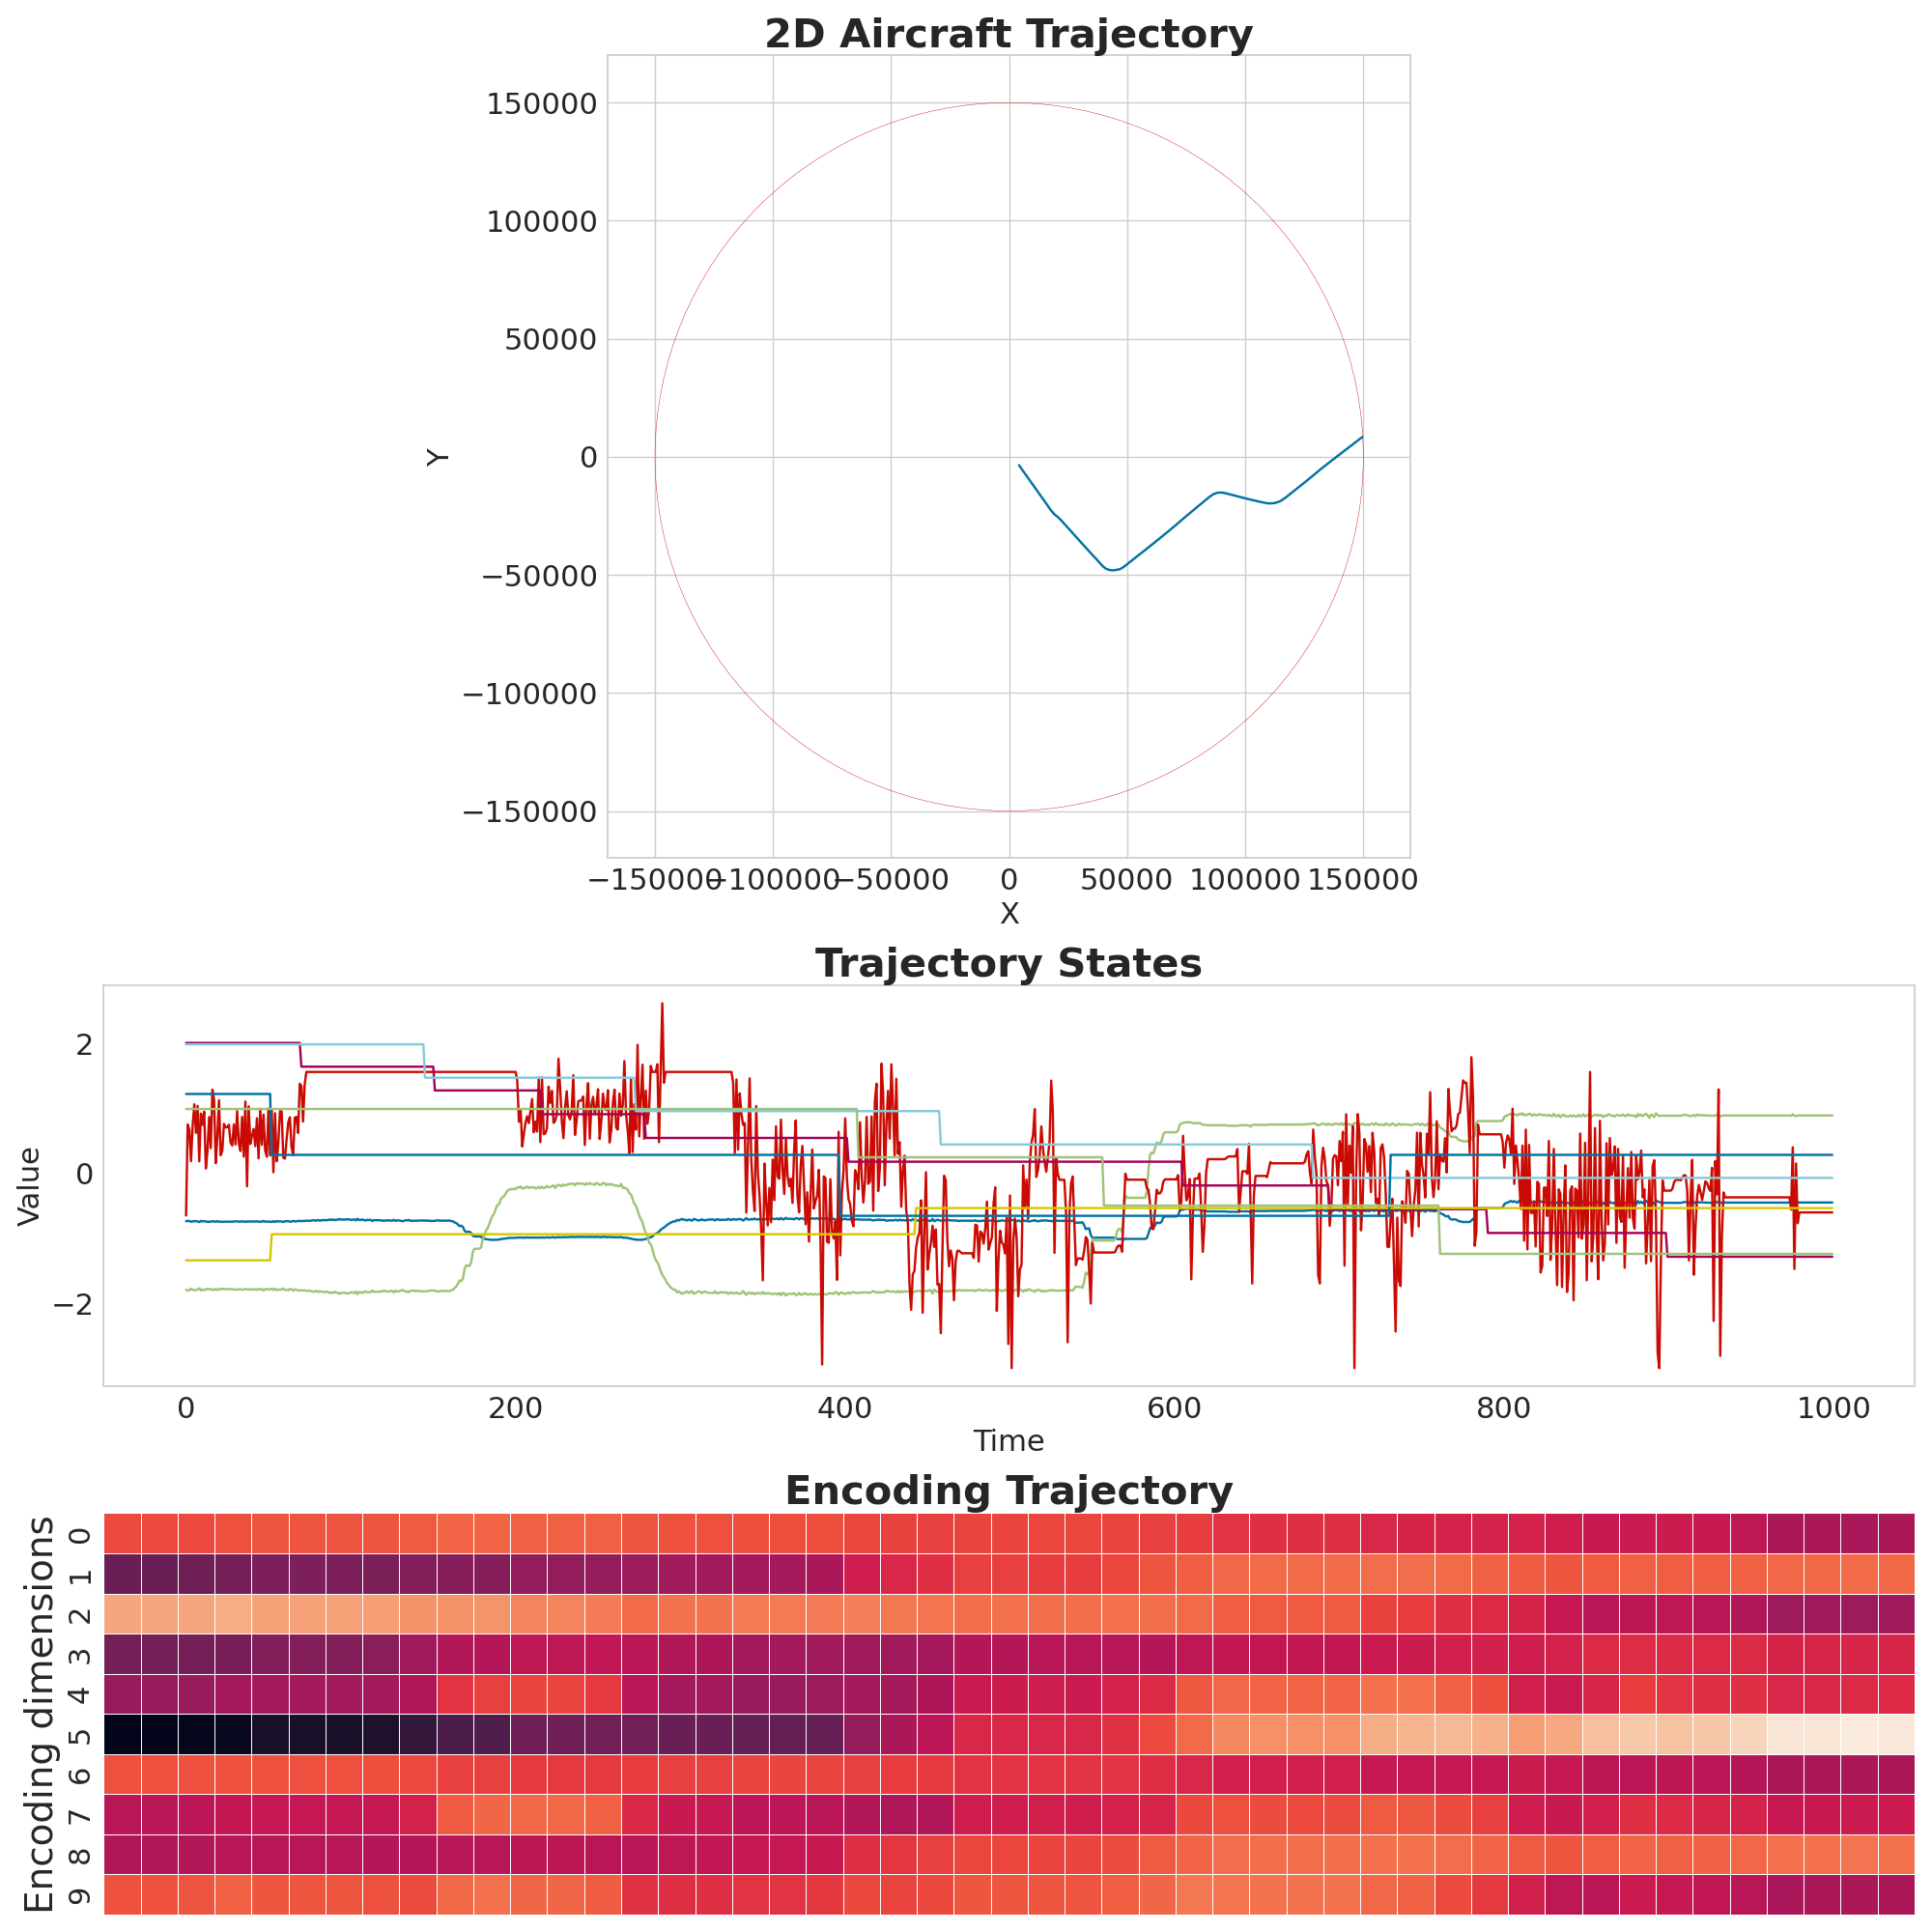 2D Aircraft Trajectory
150000
100000
50000
0
−50000
−100000
−150000
Y
−150000 −100000 −50000 0 50000 100000 150000
X
Trajectory States
2
0
−2
Value
0 200 400 600 800 1000
Time
Encoding Trajectory
Encoding dimensions
0
1
2
3
4
5
6
7
8
9